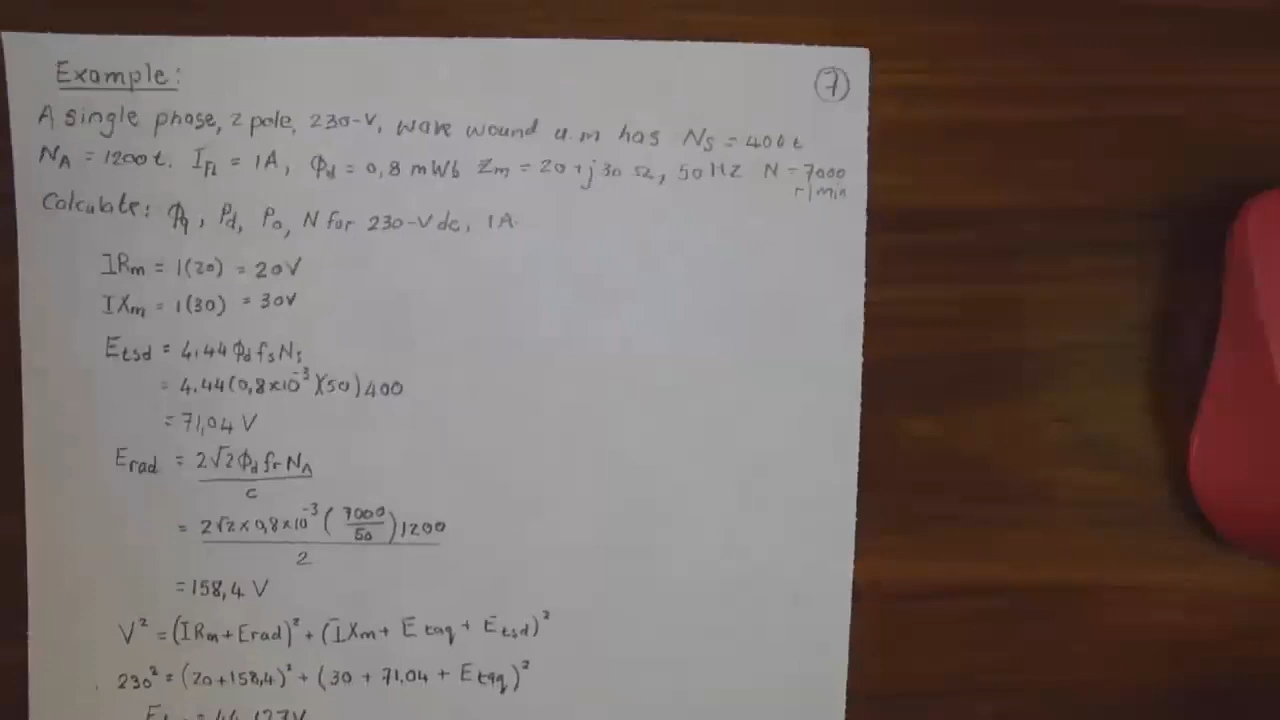 Example:
7
A single phase, 2 pole, 230-V, wave wound u.m has Ns = 400t
NA = 1200t. IFL = 1A, ϕd = 0,8 mWb Zm = 20 + j30 Ω, 50 HZ N = 7000
r/min
Calculate: ϕq, Pd, Po, N for 230-V dc, 1A.
IRm = 1(20) = 20V
IXm = 1(30) = 30V
Etsd = 4.44 ϕd fs Ns
= 4.44(0,8×10⁻³)(50)400
= 71,04 V
Erad = 2√2 ϕd fr NA
c
= 2√2 × 0,8×10⁻³ (7000/50) 1200
2
= 158,4 V
V² = (IRm + Erad)² + (IXm + Etaq + Etsd)²
230² = (20+158,4)² + (30 + 71,04 + Etaq)²
= 44,127V